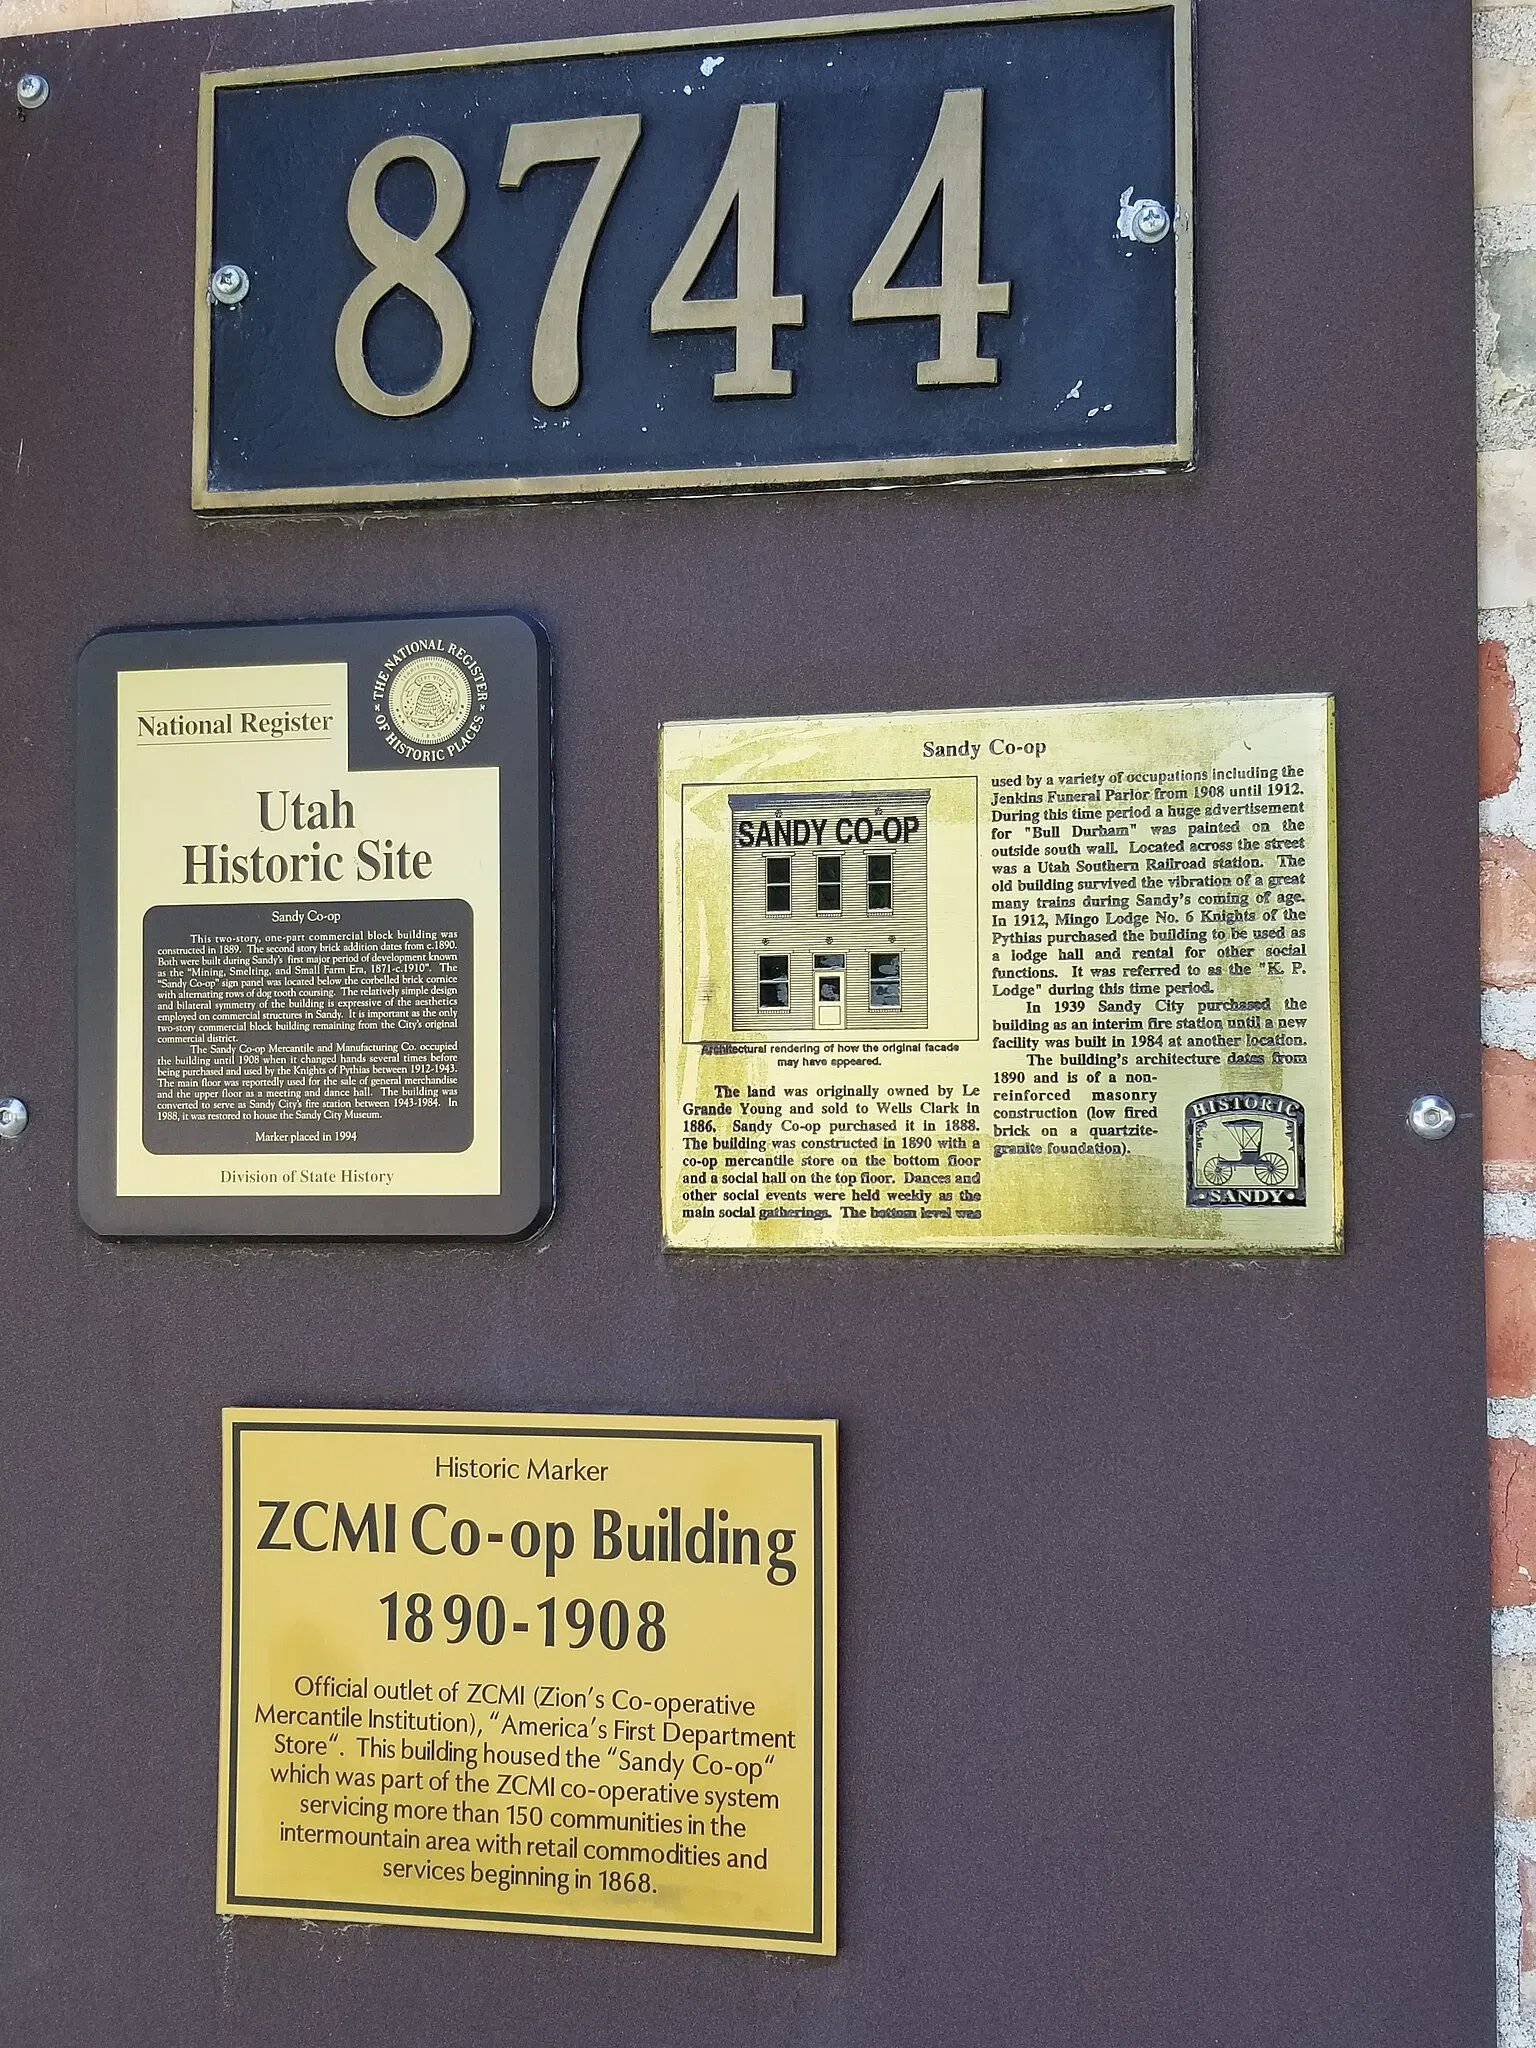 8744
National Register
THE NATIONAL REGISTER
OF HISTORIC PLACES
Utah
Historic Site
Sandy Co-op
This two-story, one-part commercial block building was
constructed in 1889. The second story brick addition dates from c.1890.
Both were built during Sandy's first major period of development known
as the "Mining, Smelting, and Small Farm Era, 1871-c.1910". The
"Sandy Co-op" sign panel was located below the corbelled brick cornice
with alternating rows of dog tooth coursing. The relatively simple design
and bilateral symmetry of the building is expressive of the aesthetics
employed on commercial structures in Sandy. It is important as the only
two-story commercial block building remaining from the City's original
commercial district.
The Sandy Co-op Mercantile and Manufacturing Co. occupied
the building until 1908 when it changed hands several times before
being purchased and used by the Knights of Pythias between 1912-1943.
The main floor was reportedly used for the sale of general merchandise
and the upper floor as a meeting and dance hall. The building was
converted to serve as Sandy City's fire station between 1943-1984. In
1988, it was restored to house the Sandy City Museum.
Marker placed in 1994
Division of State History
Sandy Co-op
SANDY CO-OP
Architectural rendering of how the original facade
may have appeared.
The land was originally owned by Le
Grande Young and sold to Wells Clark in
1886. Sandy Co-op purchased it in 1888.
The building was constructed in 1890 with a
co-op mercantile store on the bottom floor
and a social hall on the top floor. Dances and
other social events were held weekly as the
main social gatherings. The bottom level was
used by a variety of occupations including the
Jenkins Funeral Parlor from 1908 until 1912.
During this time period a huge advertisement
for "Bull Durham" was painted on the
outside south wall. Located across the street
was a Utah Southern Railroad station. The
old building survived the vibration of a great
many trains during Sandy's coming of age.
In 1912, Mingo Lodge No. 6 Knights of the
Pythias purchased the building to be used as
a lodge hall and rental for other social
functions. It was referred to as the "K. P.
Lodge" during this time period.
In 1939 Sandy City purchased the
building as an interim fire station until a new
facility was built in 1984 at another location.
The building's architecture dates from
1890 and is of a non-
reinforced masonry
construction (low fired
brick on a quartzite-
granite foundation).
HISTORIC
SANDY
Historic Marker
ZCMI Co-op Building
1890-1908
Official outlet of ZCMI (Zion's Co-operative
Mercantile Institution), "America's First Department
Store". This building housed the "Sandy Co-op"
which was part of the ZCMI co-operative system
servicing more than 150 communities in the
intermountain area with retail commodities and
services beginning in 1868.